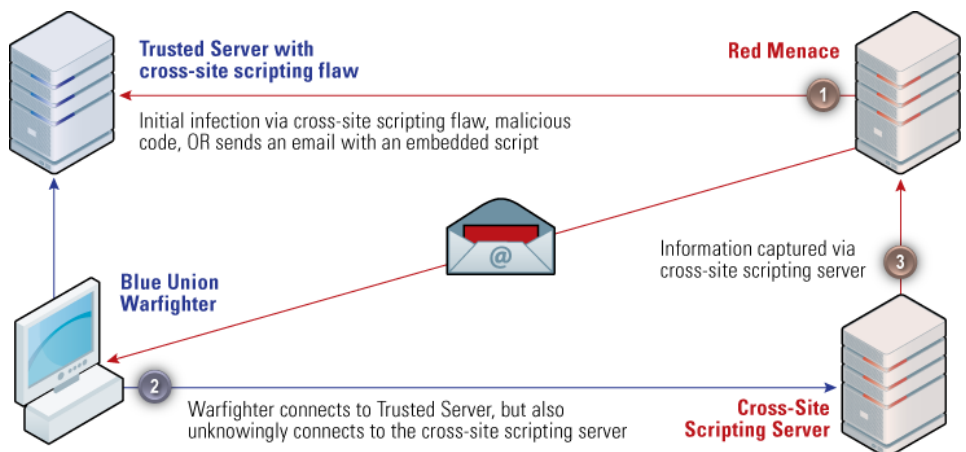 Trusted Server with
cross-site scripting flaw
Red Menace
1
Initial infection via cross-site scripting flaw, malicious
code, OR sends an email with an embedded script
@
Information captured via
cross-site scripting server
3
Blue Union
Warfighter
2
Warfighter connects to Trusted Server, but also
unknowingly connects to the cross-site scripting server
Cross-Site
Scripting Server